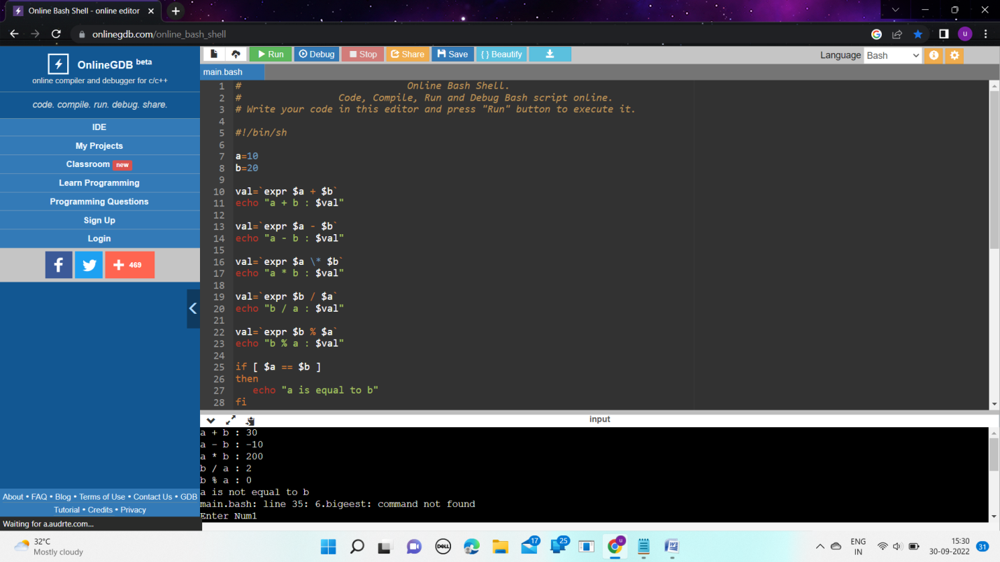 Online Bash Shell - online editor
onlinegdb.com/online_bash_shell
u
OnlineGDB beta
online compiler and debugger for c/c++
code. compile. run. debug. share.
IDE
My Projects
Classroom new
Learn Programming
Programming Questions
Sign Up
Login
f
+ 469
About • FAQ • Blog • Terms of Use • Contact Us • GDB
Tutorial • Credits • Privacy
Waiting for a.audrte.com...
Run Debug Stop Share Save { } Beautify
Language Bash
main.bash
1 # Online Bash Shell.
2 # Code, Compile, Run and Debug Bash script online.
3 # Write your code in this editor and press "Run" button to execute it.
4
5 #!/bin/sh
6
7 a=10
8 b=20
9
10 val=`expr $a + $b`
11 echo "a + b : $val"
12
13 val=`expr $a - $b`
14 echo "a - b : $val"
15
16 val=`expr $a \* $b`
17 echo "a * b : $val"
18
19 val=`expr $b / $a`
20 echo "b / a : $val"
21
22 val=`expr $b % $a`
23 echo "b % a : $val"
24
25 if [ $a == $b ]
26 then
27 echo "a is equal to b"
28 fi
input
a + b : 30
a - b : -10
a * b : 200
b / a : 2
b % a : 0
a is not equal to b
main.bash: line 35: 6.bigeest: command not found
Enter Num1
32°C
Mostly cloudy
DELL
17
25
u
ENG
IN
15:30
30-09-2022
31